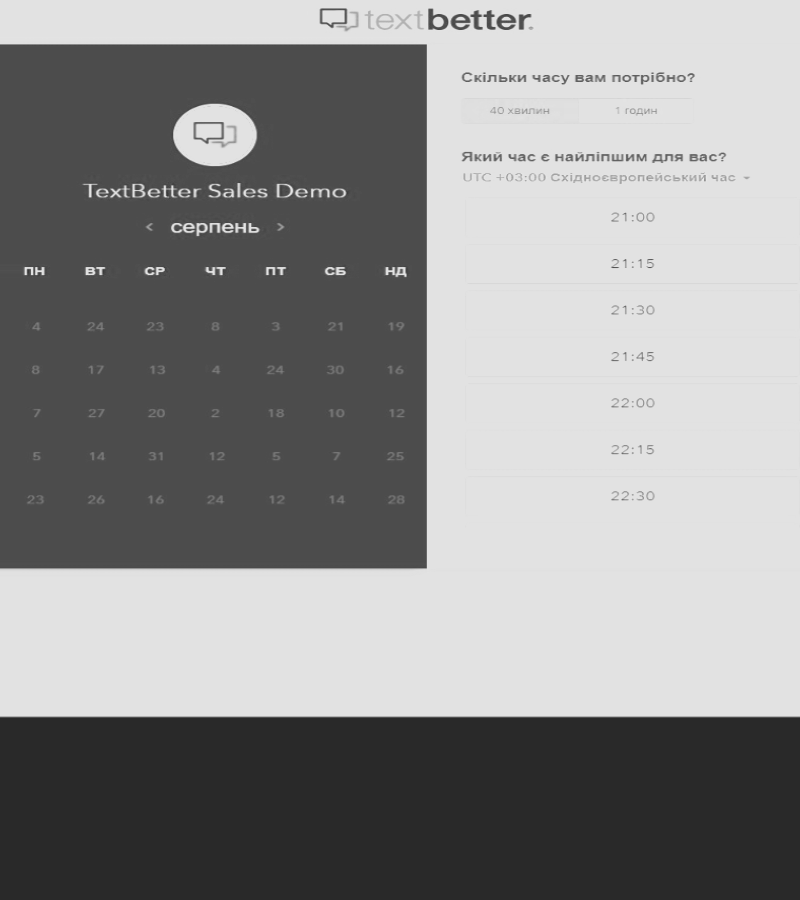 textbetter.
TextBetter Sales Demo
‹ серпень ›
ПН ВТ СР ЧТ ПТ СБ НД
4 24 23 8 3 21 19
8 17 13 4 24 30 16
7 27 20 2 18 10 12
5 14 31 12 5 7 25
23 26 16 24 12 14 28
Скільки часу вам потрібно?
40 хвилин 1 годин
Який час є найліпшим для вас?
UTC +03:00 Східноєвропейський час
21:00
21:15
21:30
21:45
22:00
22:15
22:30